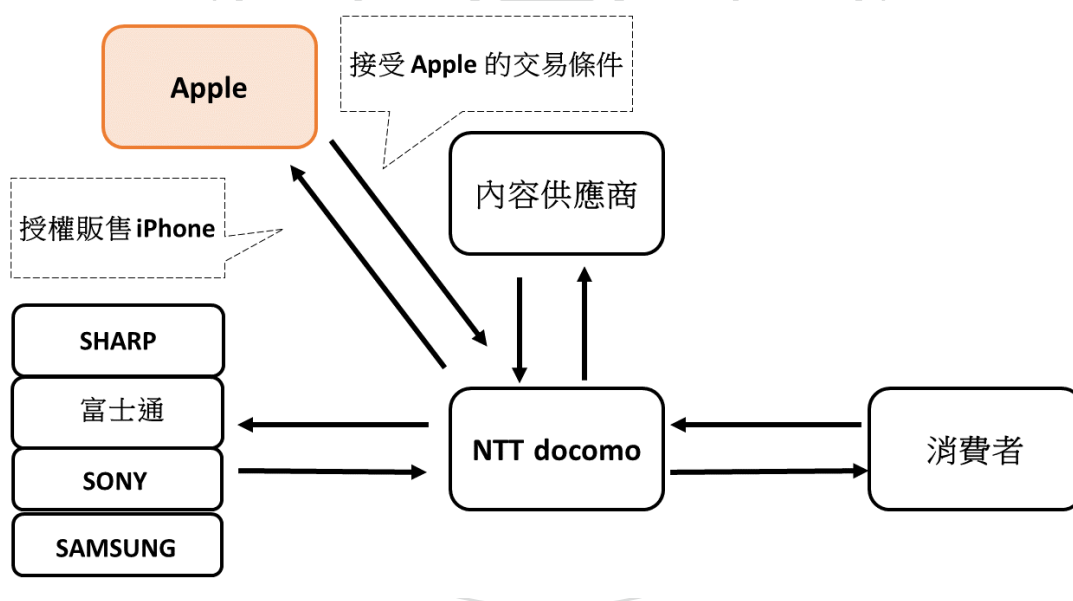 Apple
接受 Apple 的交易條件
內容供應商
授權販售 iPhone
SHARP
富士通
SONY
SAMSUNG
NTT docomo
消費者